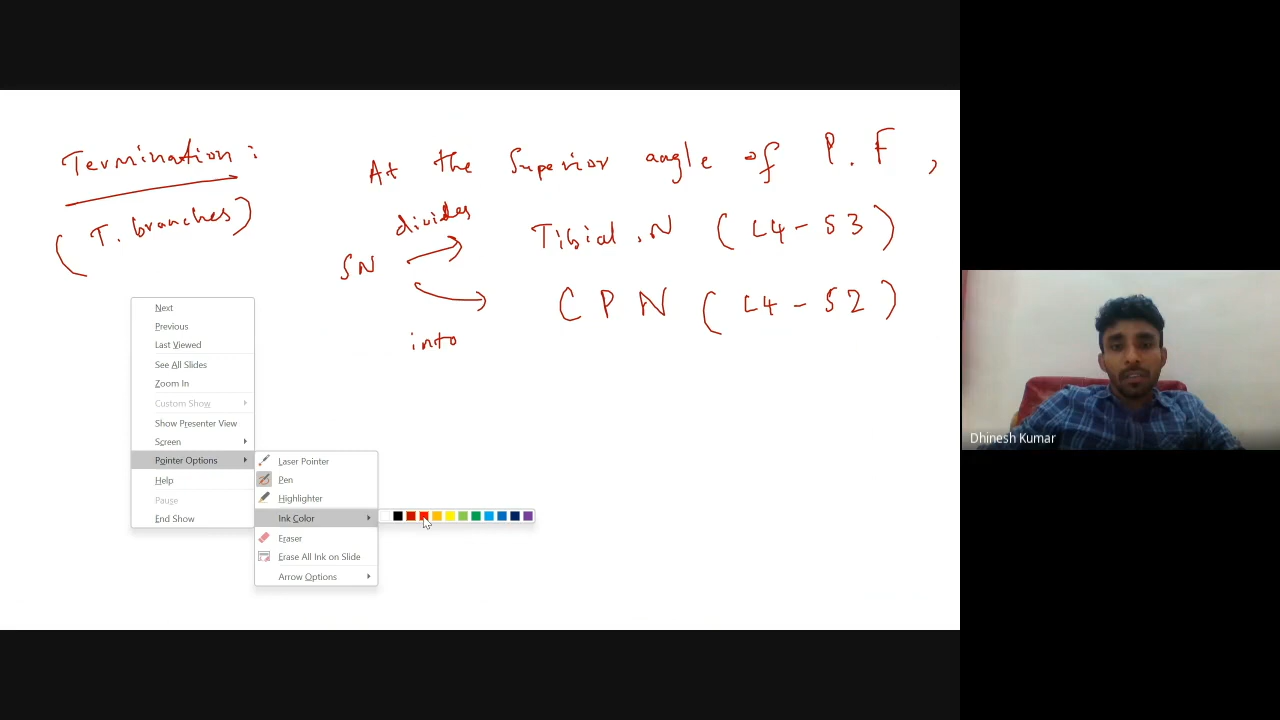 Termination:
At the Superior angle of P.F,
(T. branches)
divides
SN
Tibial .N (L4-S3)
CPN (L4-S2)
into
Next
Previous
Last Viewed
See All Slides
Zoom In
Custom Show
Show Presenter View
Screen
Pointer Options
Help
Pause
End Show
Laser Pointer
Pen
Highlighter
Ink Color
Eraser
Erase All Ink on Slide
Arrow Options
Dhinesh Kumar